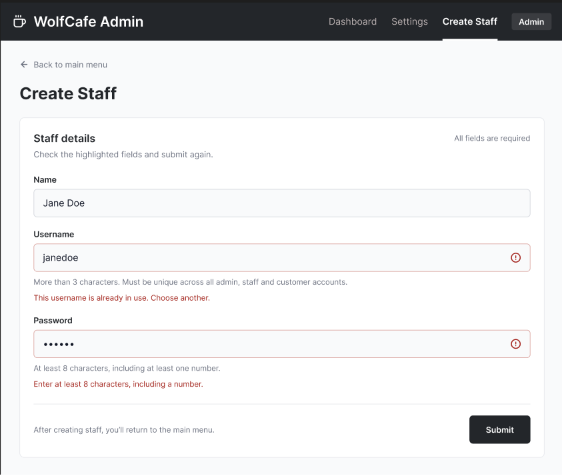 WolfCafe Admin
Dashboard Settings Create Staff Admin
Back to main menu
Create Staff
Staff details
All fields are required
Check the highlighted fields and submit again.
Name
Jane Doe
Username
janedoe
More than 3 characters. Must be unique across all admin, staff and customer accounts.
This username is already in use. Choose another.
Password
••••••
At least 8 characters, including at least one number.
Enter at least 8 characters, including a number.
After creating staff, you'll return to the main menu.
Submit